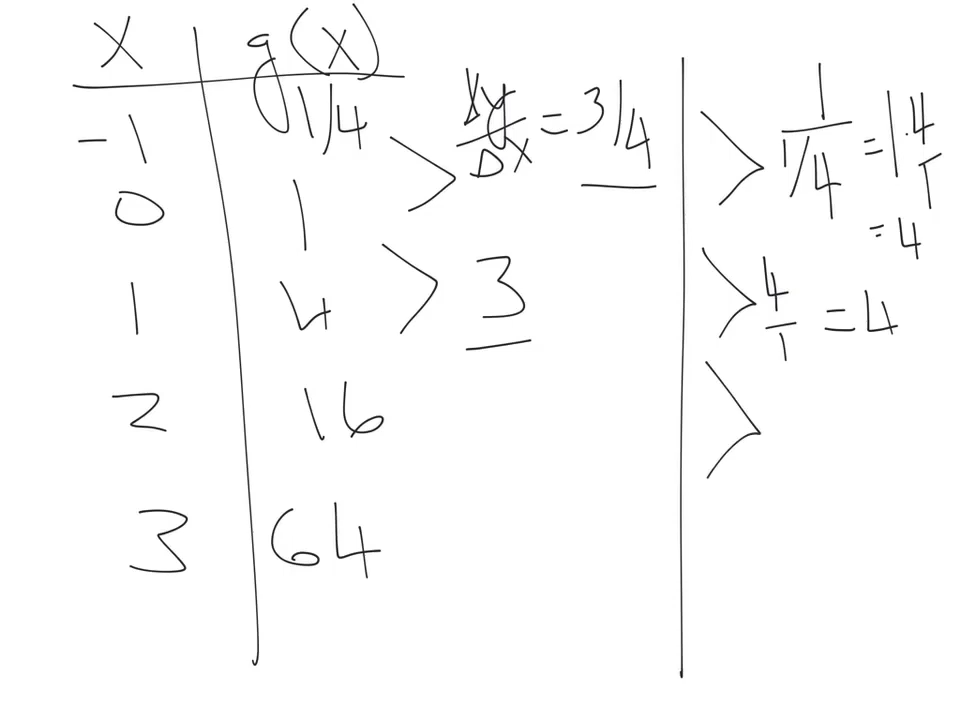 x g(x)
-1 1/4 > Δy/Δx = 3/4 > 1/(1/4) = 1·4/1
= 4
0 1
1 4 > 3 > 4/1 = 4
2 16 >
3 64